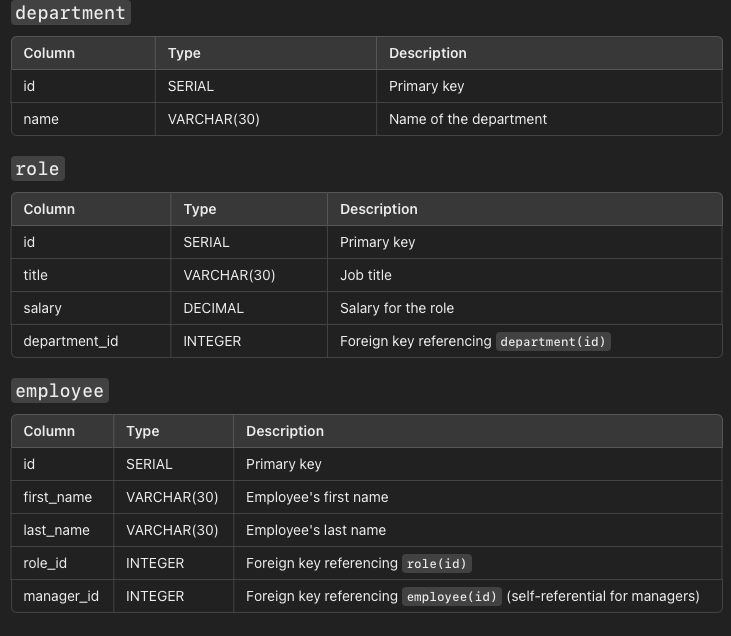 department
Column Type Description
id SERIAL Primary key
name VARCHAR(30) Name of the department
role
Column Type Description
id SERIAL Primary key
title VARCHAR(30) Job title
salary DECIMAL Salary for the role
department_id INTEGER Foreign key referencing department(id)
employee
Column Type Description
id SERIAL Primary key
first_name VARCHAR(30) Employee's first name
last_name VARCHAR(30) Employee's last name
role_id INTEGER Foreign key referencing role(id)
manager_id INTEGER Foreign key referencing employee(id) (self-referential for managers)